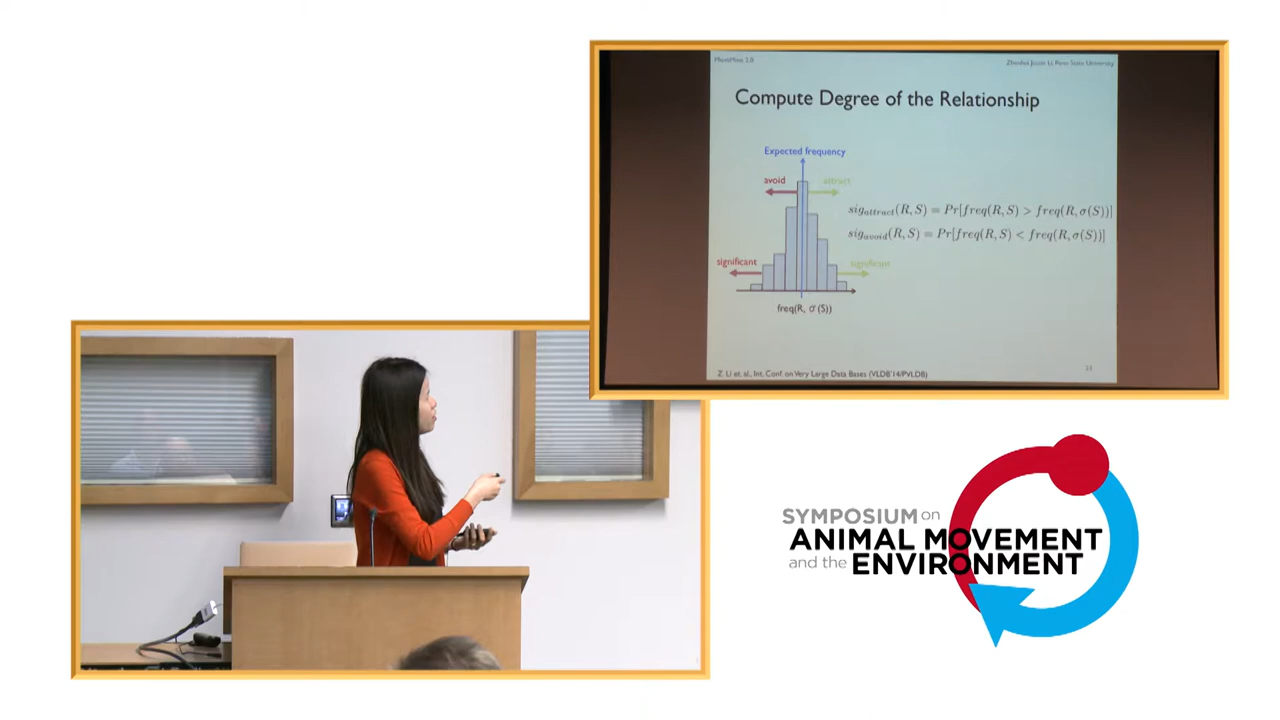 MoveMine 2.0
Zhenhui Jessie Li, Penn State University
Compute Degree of the Relationship
Expected frequency
avoid
attract
sig_attract(R, S) = Pr[freq(R, S) > freq(R, σ(S))]
sig_avoid(R, S) = Pr[freq(R, S) < freq(R, σ(S))]
significant
significant
freq(R, σ(S))
Z. Li et. al., Int. Conf. on Very Large Data Bases (VLDB'14/PVLDB)
SYMPOSIUM on
ANIMAL MOVEMENT
and the ENVIRONMENT